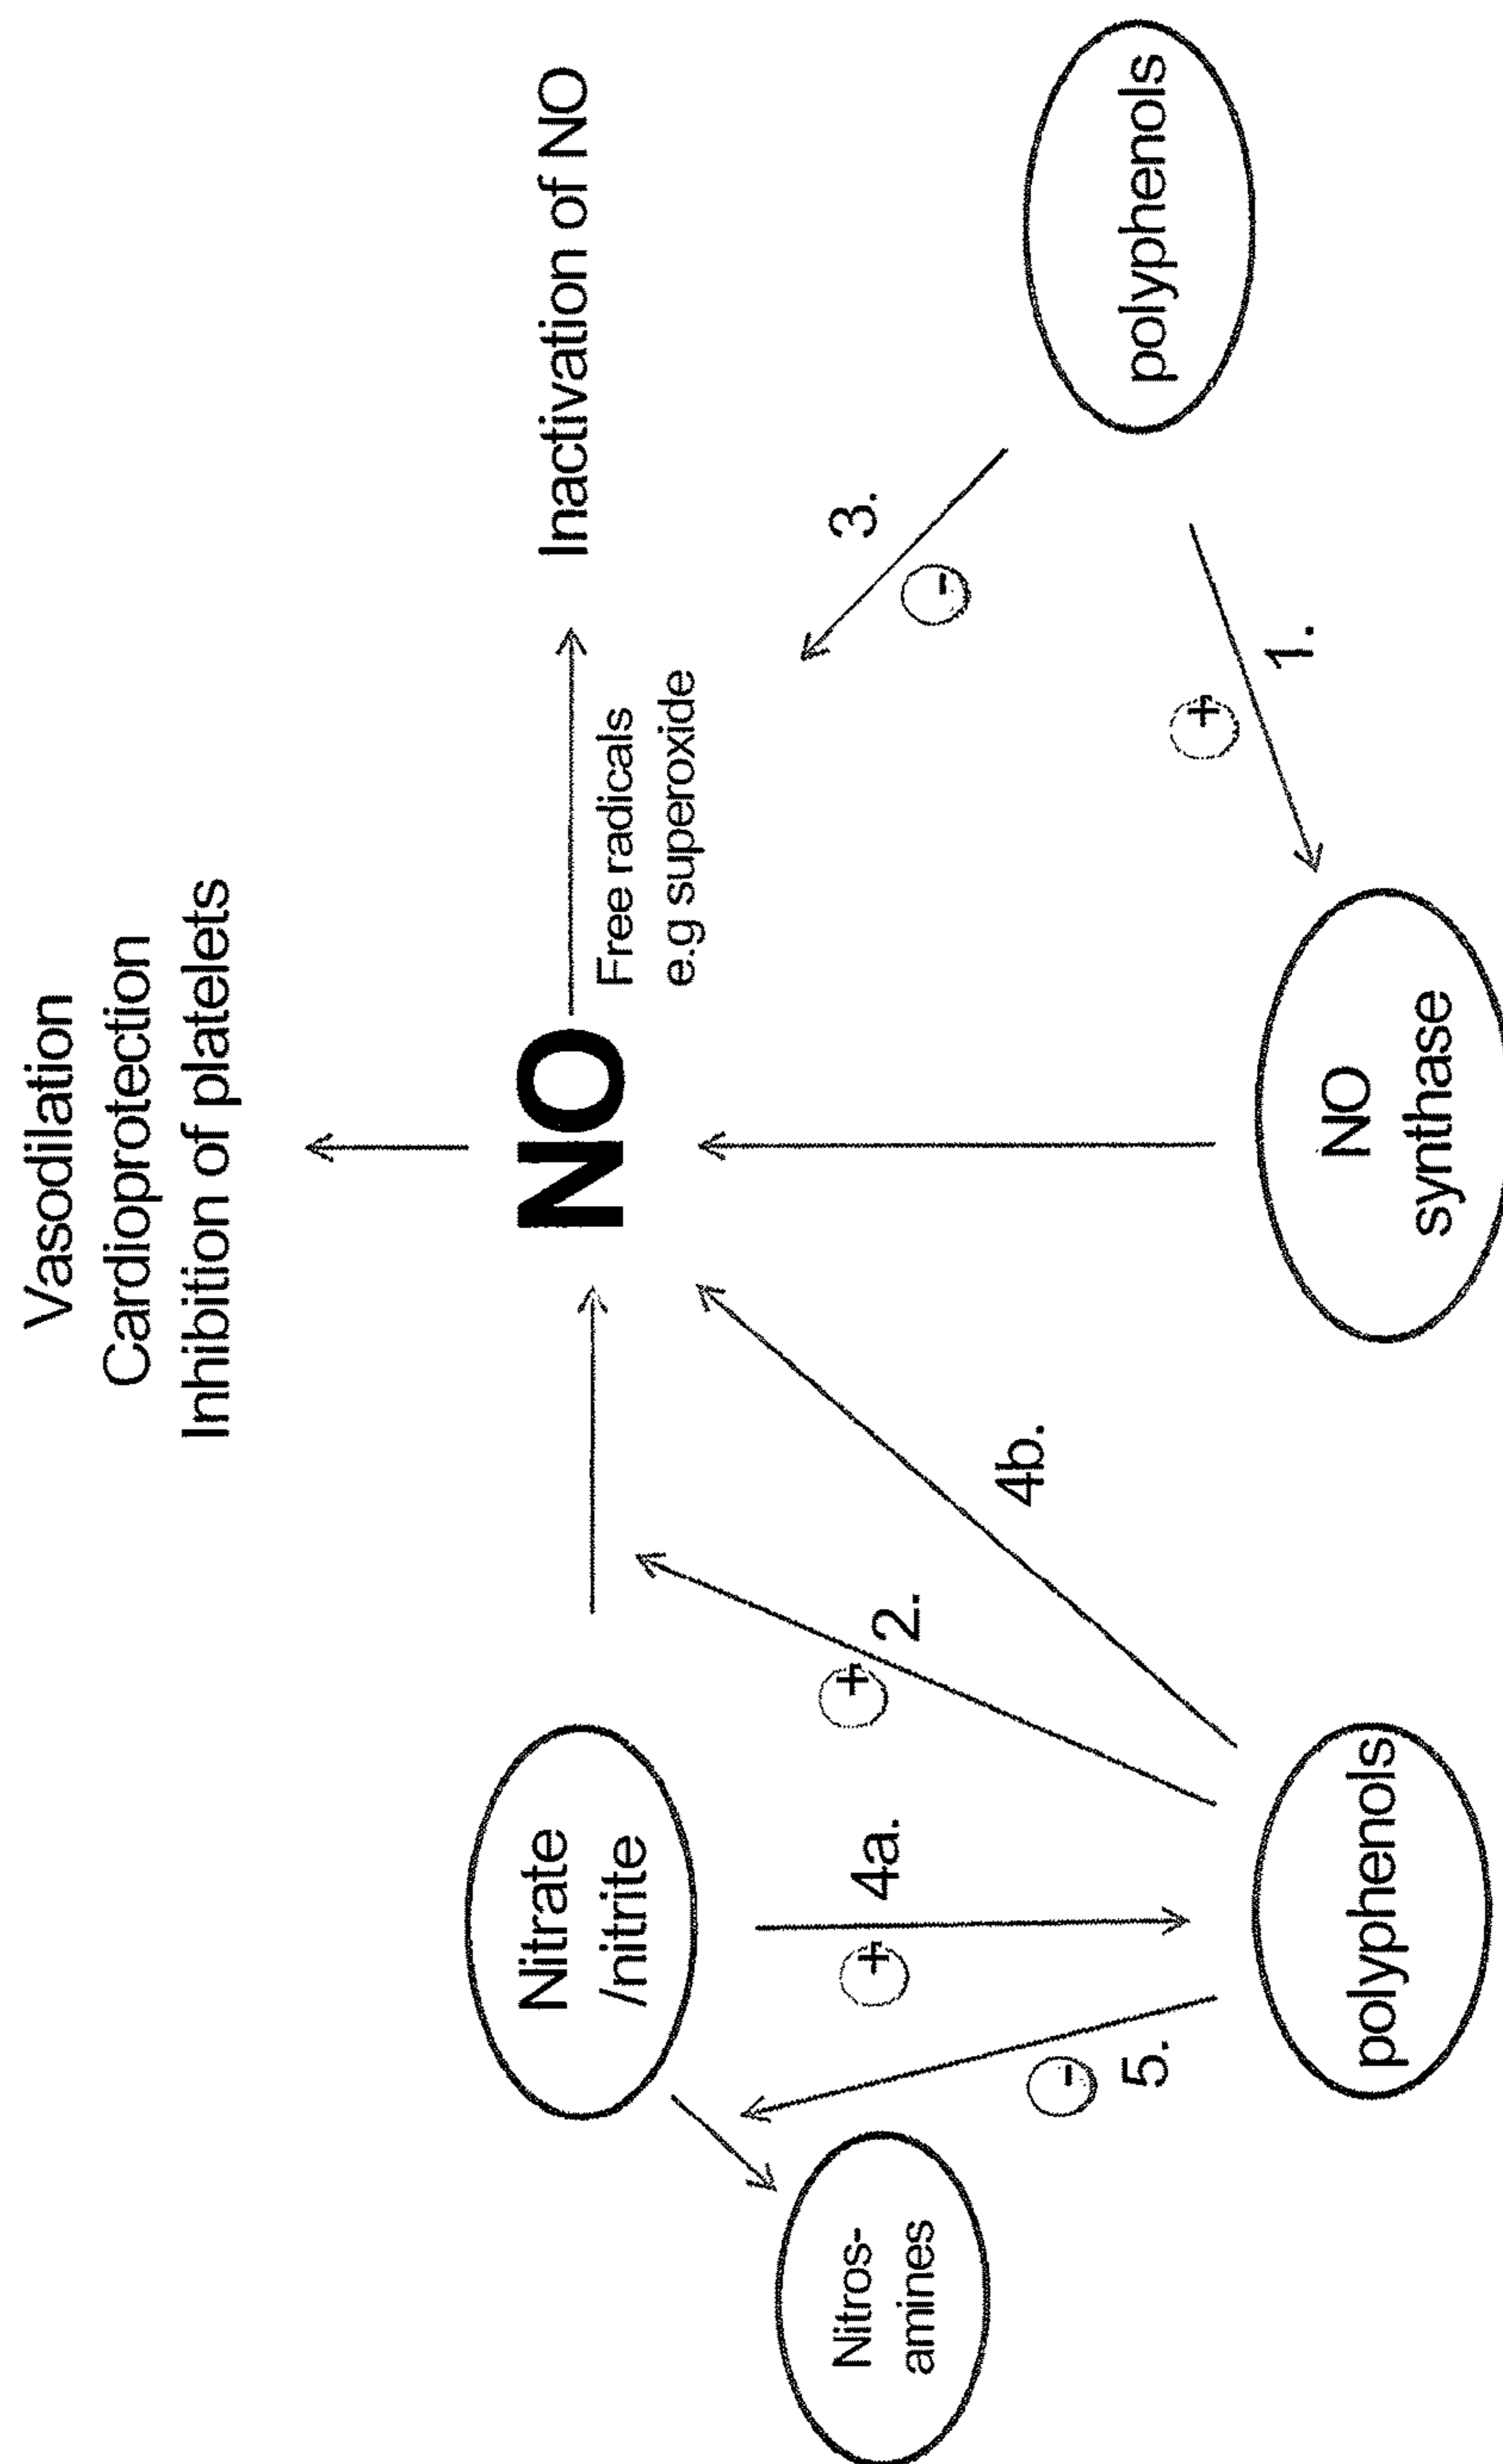 Vasodilation
Cardioprotection
Inhibition of platelets
Nitrate
/nitrite
NO
Inactivation of NO
Free radicals
e.g superoxide
Nitros-
amines
5.
-
4a.
+
2.
+
4b.
3.
-
1.
+
polyphenols
NO
synthase
polyphenols